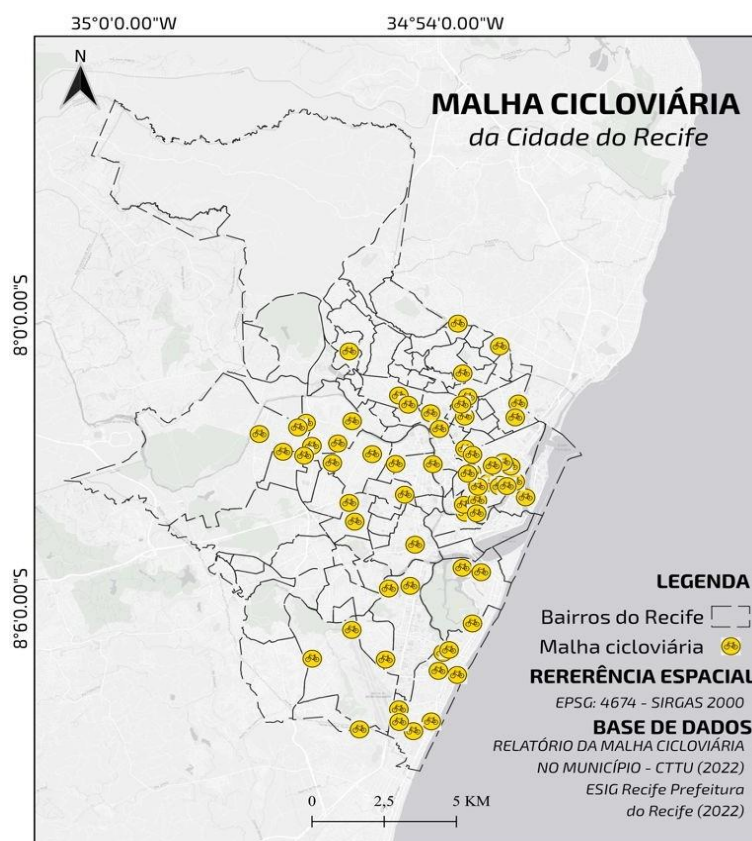 35°0'0.00"W
34°54'0.00"W
N
MALHA CICLOVIÁRIA
da Cidade do Recife
8°0'0.00"S
8°6'0.00"S
LEGENDA
Bairros do Recife
Malha cicloviária
RERERÊNCIA ESPACIAL
EPSG: 4674 - SIRGAS 2000
BASE DE DADOS
RELATÓRIO DA MALHA CICLOVIÁRIA
NO MUNICÍPIO - CTTU (2022)
ESIG Recife Prefeitura
do Recife (2022)
0 2,5 5 KM